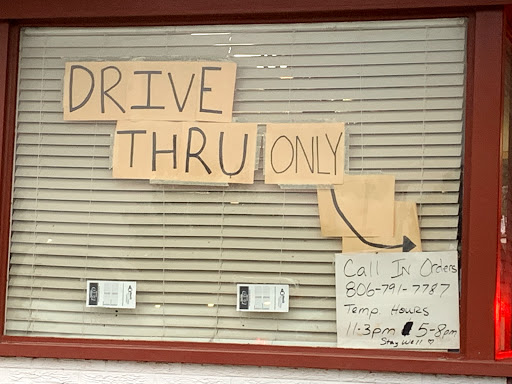 DRIVE
THRU ONLY
Call In Orders
806-791-7787
Temp. Hours
11-3pm 5-8pm
Stay Well ♡